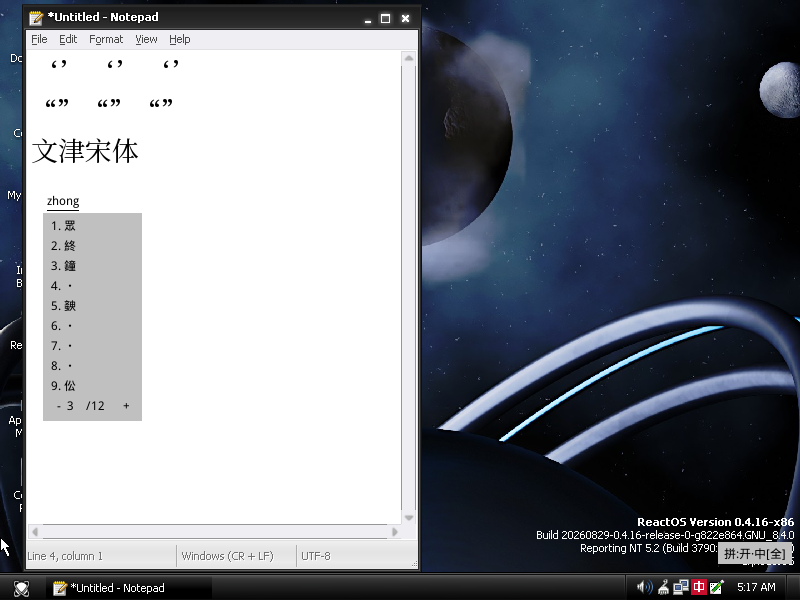 *Untitled - Notepad
File Edit Format View Help
‘’ ‘’ ‘’
“” “” “”
文津宋体
zhong
1. 眾
2. 終
3. 鐘
4. ·
6. ·
7. ·
8. ·
9. 伀
- 3 /12 +
Line 4, column 1
Windows (CR + LF)
UTF-8
ReactOS Version 0.4.16-x86
Build 20260829-0.4.16-release-0-g822e864.GNU_8.4.0
Reporting NT 5.2 (Build 3790:
拼:开·中[全]
*Untitled - Notepad
中
5:17 AM